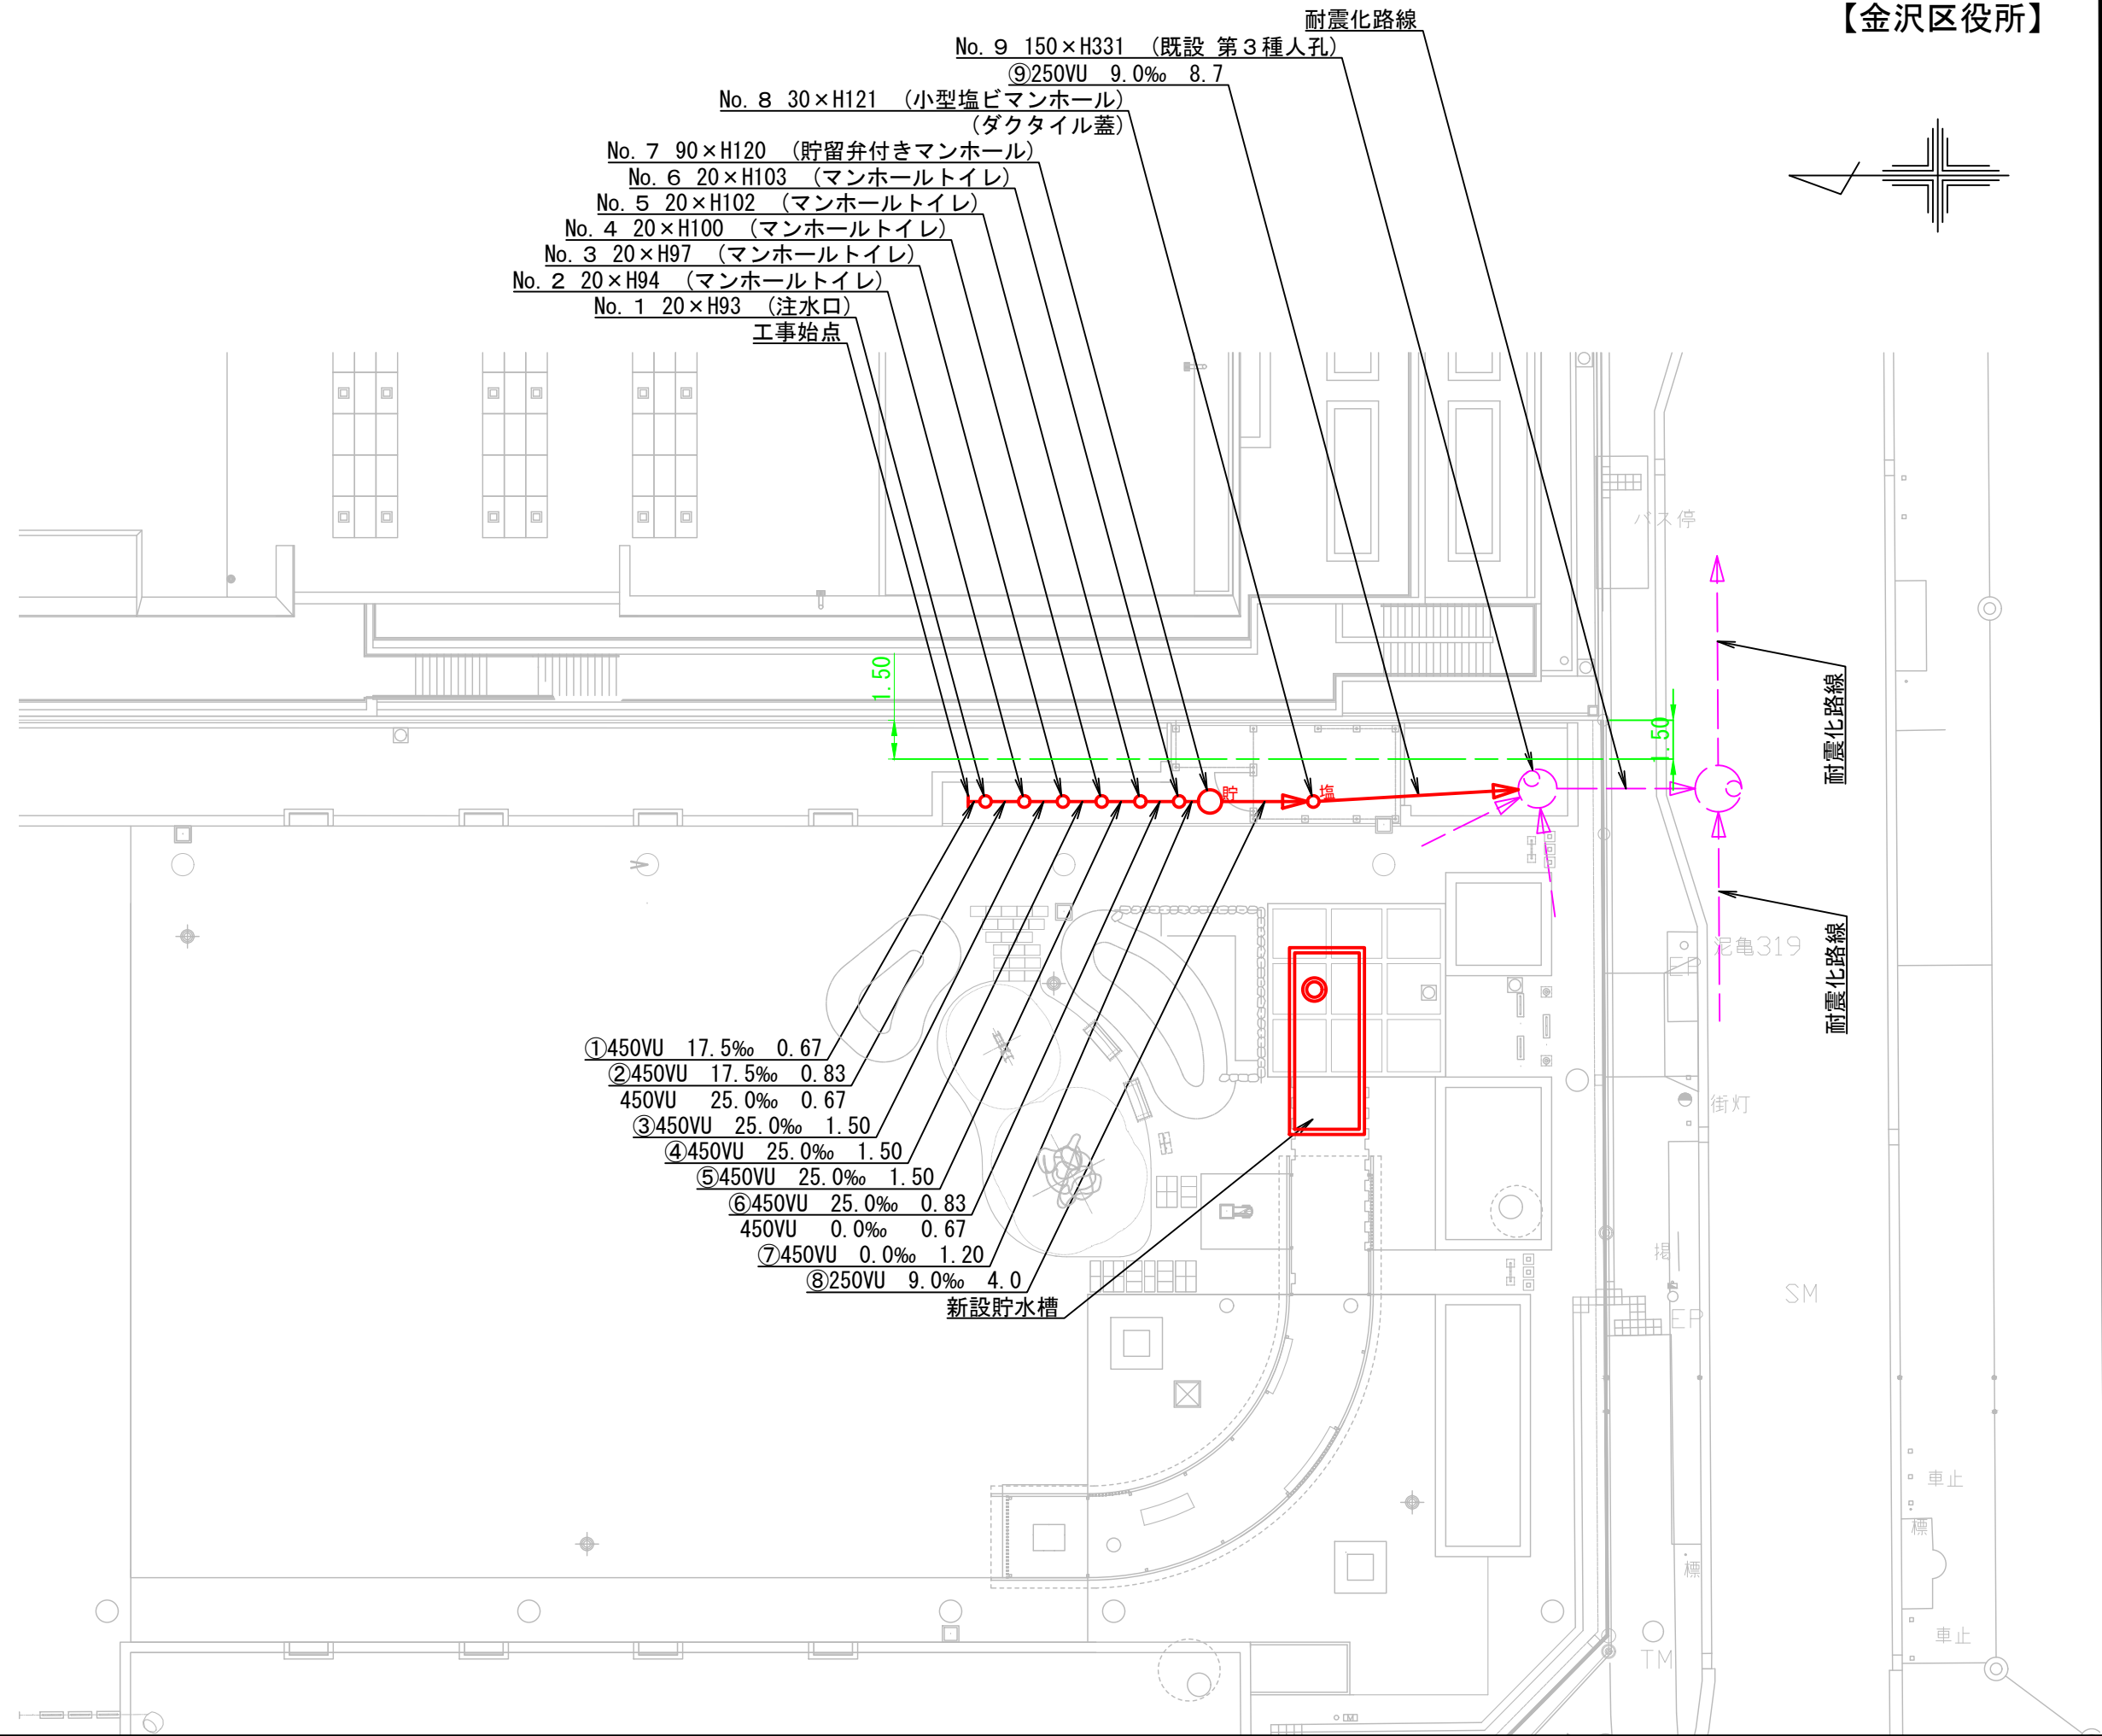 【金沢区役所】
耐震化路線
No. 9 150×H331 (既設 第3種人孔)
⑨250VU 9.0‰ 8.7
No. 8 30×H121 (小型塩ビマンホール)
(ダクタイル蓋)
No. 7 90×H120 (貯留弁付きマンホール)
No. 6 20×H103 (マンホールトイレ)
No. 5 20×H102 (マンホールトイレ)
No. 4 20×H100 (マンホールトイレ)
No. 3 20×H97 (マンホールトイレ)
No. 2 20×H94 (マンホールトイレ)
No. 1 20×H93 (注水口)
工事始点
バス停
1.50
1.50
耐震化路線
貯
塩
泥亀319
EP
耐震化路線
①450VU 17.5‰ 0.67
②450VU 17.5‰ 0.83
450VU 25.0‰ 0.67
③450VU 25.0‰ 1.50
④450VU 25.0‰ 1.50
⑤450VU 25.0‰ 1.50
⑥450VU 25.0‰ 0.83
450VU 0.0‰ 0.67
⑦450VU 0.0‰ 1.20
⑧250VU 9.0‰ 4.0
新設貯水槽
街灯
掲
SM
EP
車止
標
標
車止
TM
M